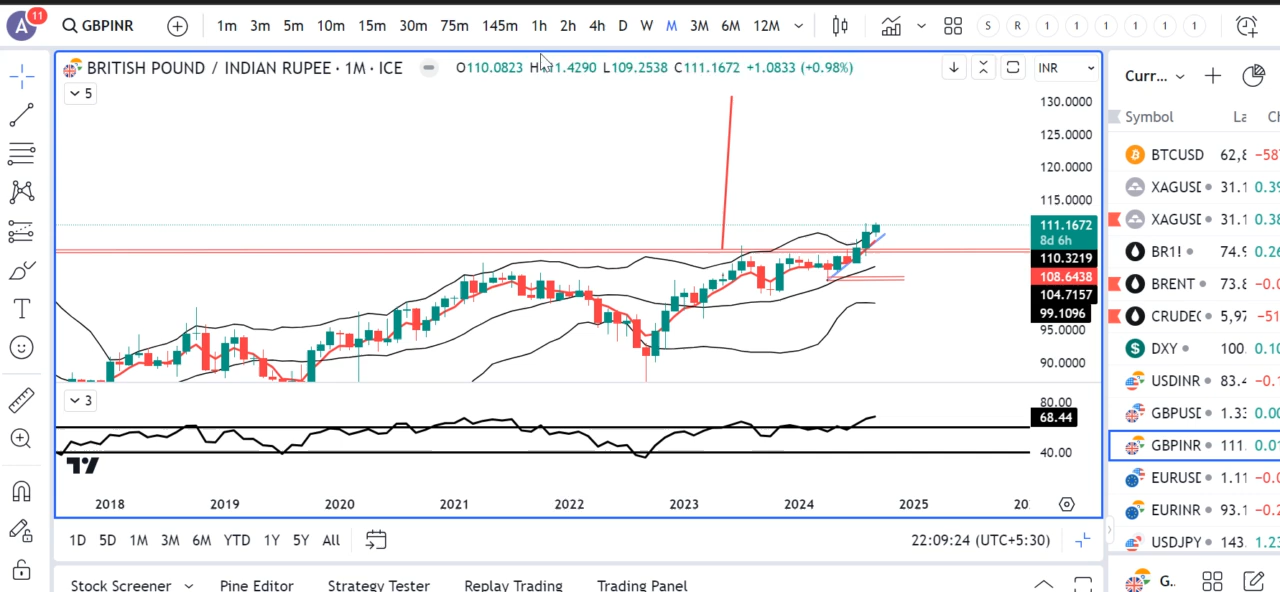 A 11 GBPINR 1m 3m 5m 10m 15m 30m 75m 145m 1h 2h 4h D W M 3M 6M 12M S R 1 1 1 1 1 1
BRITISH POUND / INDIAN RUPEE · 1M · ICE O110.0823 L109.2538 C111.1672 +1.0833 (+0.98%) INR
5
130.0000
125.0000
120.0000
115.0000
111.1672
8d 6h
110.3219
108.6438
104.7157
99.1096
95.0000
90.0000
3
80.00
68.44
40.00
2018 2019 2020 2021 2022 2023 2024 2025 20
1D 5D 1M 3M 6M YTD 1Y 5Y All 22:09:24 (UTC+5:30)
Stock Screener Pine Editor Strategy Tester Replay Trading Trading Panel
Curr...
Symbol
BTCUSD 62,8
XAGUSD 31.1 0.39
XAGUSD 31.1 0.38
BR1! 74.9 0.26
BRENT 73.8 −0.0
CRUDEO 5,97 −51
DXY 100. 0.10
USDINR 83.4 −0.1
GBPUSD 1.33 0.00
GBPINR 111. 0.01
EURUSD 1.11 −0.0
EURINR 93.1 −0.2
USDJPY 143. 1.23
G..